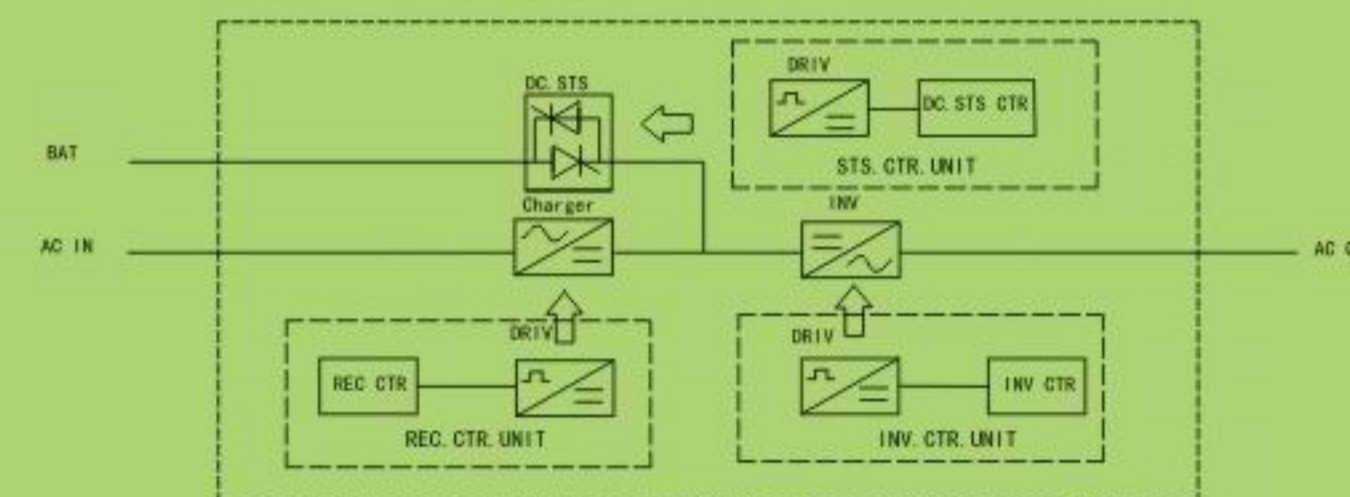 DRIV
DC. STS
DC. STS CTR
BAT
STS. CTR. UNIT
Charger
INV
AC IN
AC
DRIV
DRIV
REC CTR
INV CTR
REC. CTR. UNIT
INV. CTR. UNIT